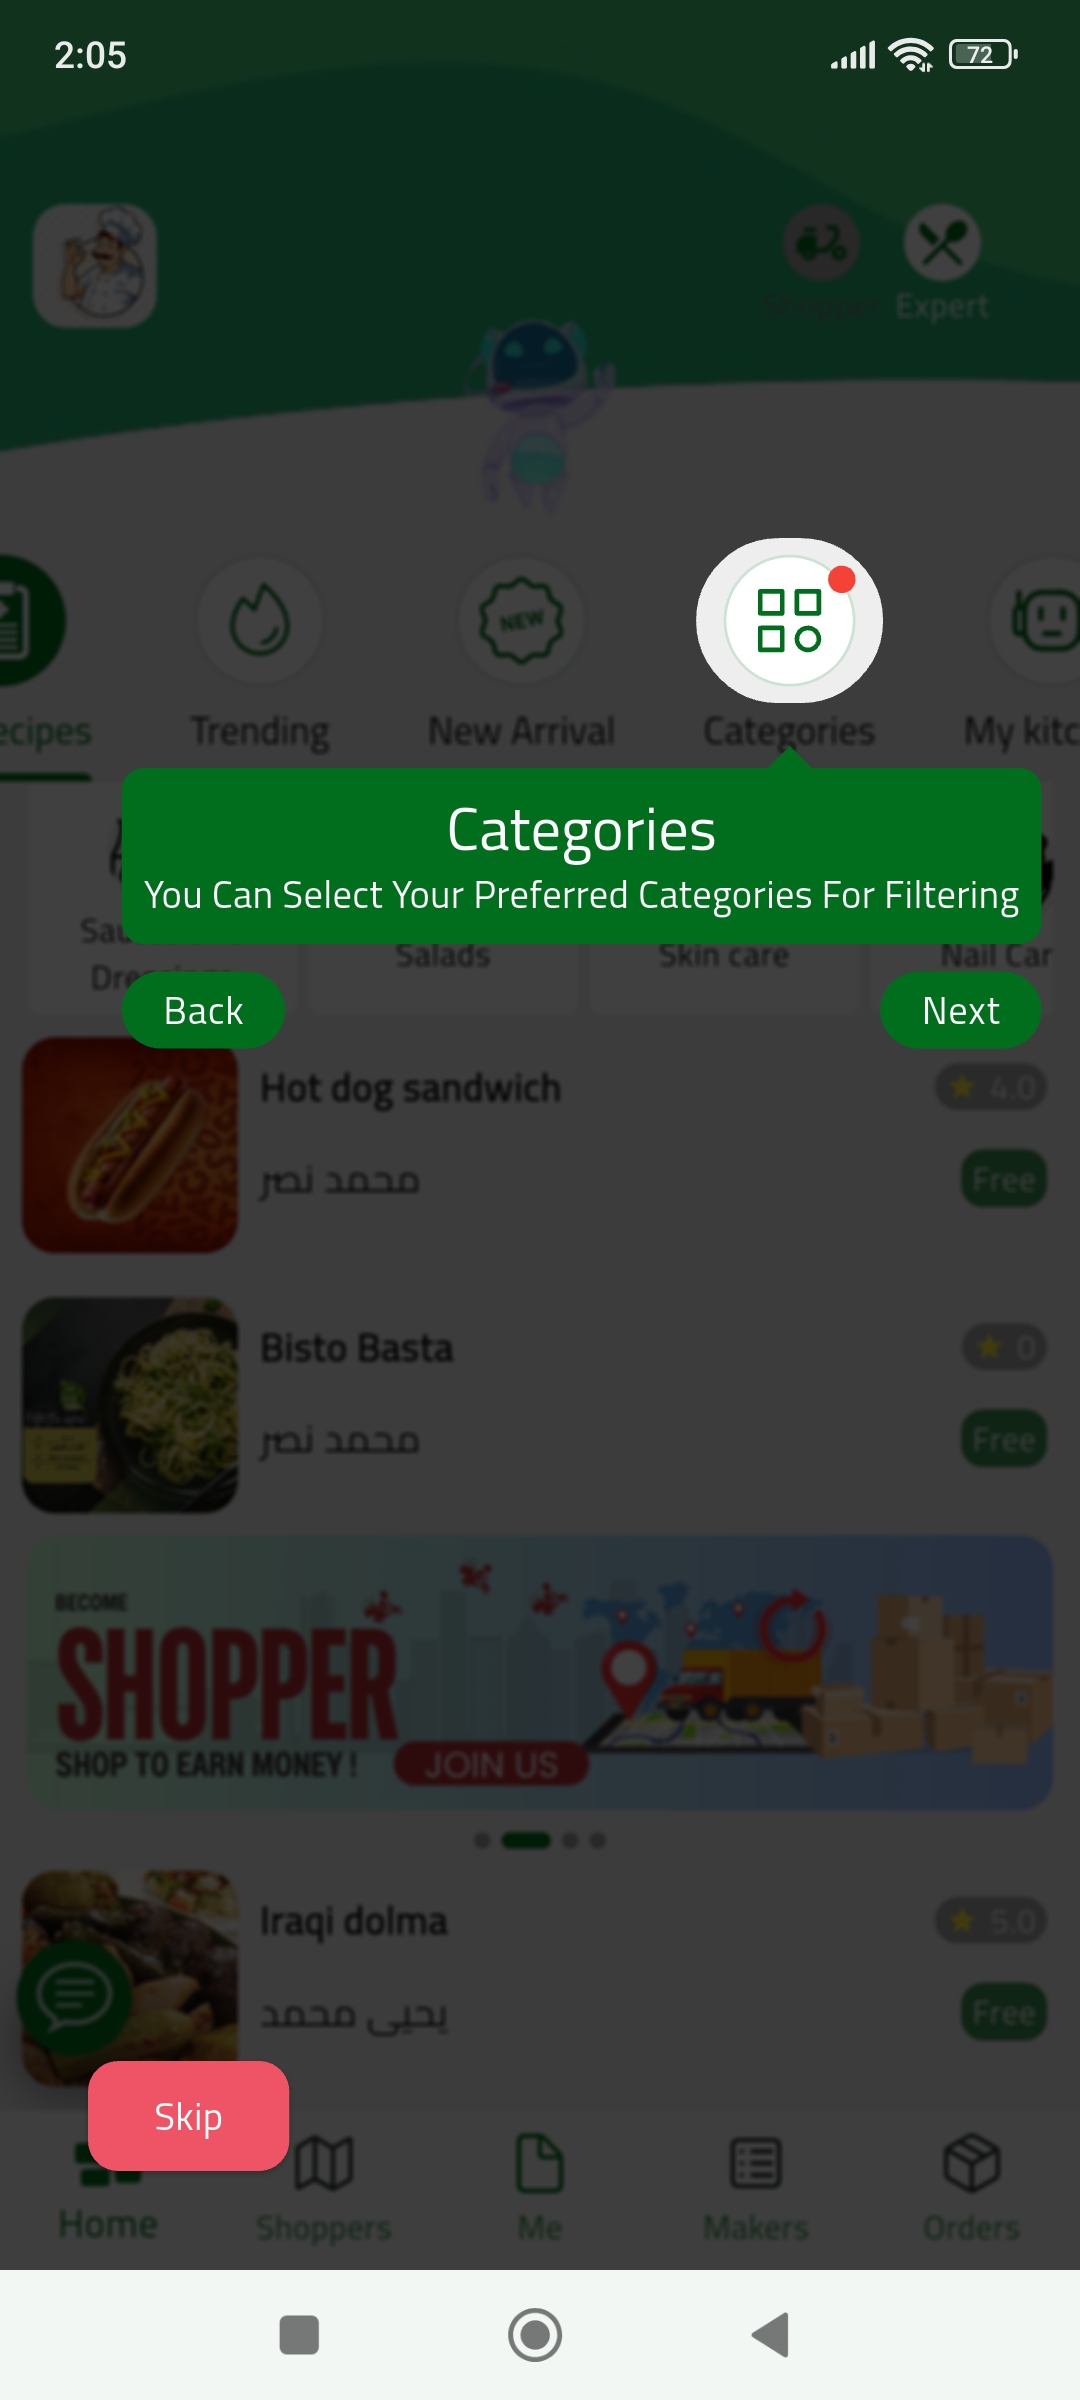 2:05
72
Shopper
Expert
NEW
ecipes
Trending
New Arrival
Categories
My kitc
Categories
You Can Select Your Preferred Categories For Filtering
Salads
Skin care
Nail Car
Back
Next
Hot dog sandwich
4.0
محمد نصر
Free
Bisto Basta
0
محمد نصر
Free
BECOME
SHOPPER
SHOP TO EARN MONEY !
JOIN US
Iraqi dolma
5.0
يحيى محمد
Free
Skip
Home
Shoppers
Me
Makers
Orders